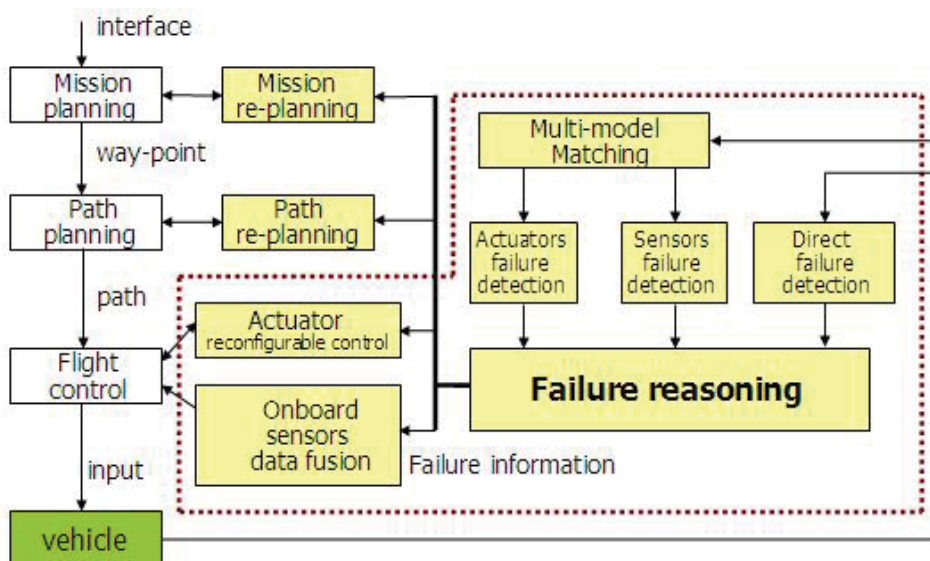 interface
Mission
planning
Mission
re-planning
way-point
Multi-model
Matching
Path
planning
Path
re-planning
Actuators
failure
detection
Sensors
failure
detection
Direct
failure
detection
path
Actuator
reconfigurable control
Flight
control
Failure reasoning
Onboard
sensors
data fusion
Failure information
input
vehicle